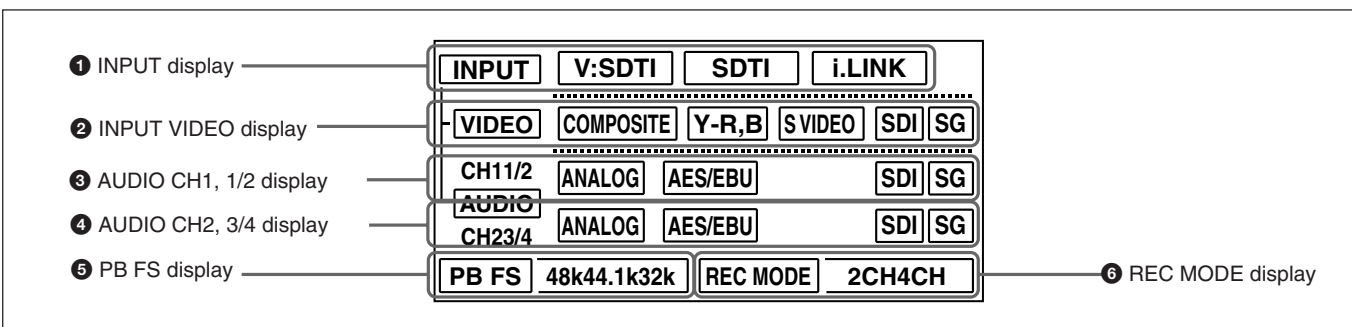 ❶ INPUT display
INPUT V:SDTI SDTI i.LINK
❷ INPUT VIDEO display
VIDEO COMPOSITE Y-R,B S VIDEO SDI SG
❸ AUDIO CH1, 1/2 display
CH11/2 ANALOG AES/EBU SDI SG
AUDIO
❹ AUDIO CH2, 3/4 display
CH23/4 ANALOG AES/EBU SDI SG
❺ PB FS display
PB FS 48k44.1k32k REC MODE 2CH4CH
❻ REC MODE display